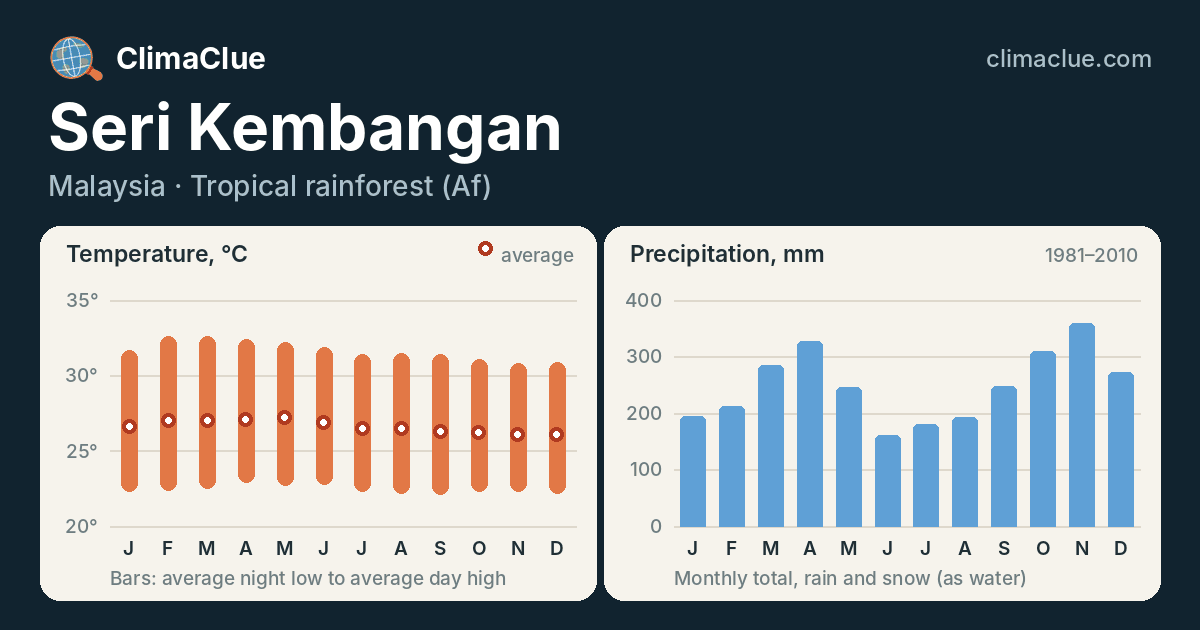 ClimaClue
climaclue.com
Seri Kembangan
Malaysia · Tropical rainforest (Af)
Temperature, °C
average
35°
30°
25°
20°
J F M A M J J A S O N D
Bars: average night low to average day high
Precipitation, mm
1981–2010
400
300
200
100
0
J F M A M J J A S O N D
Monthly total, rain and snow (as water)